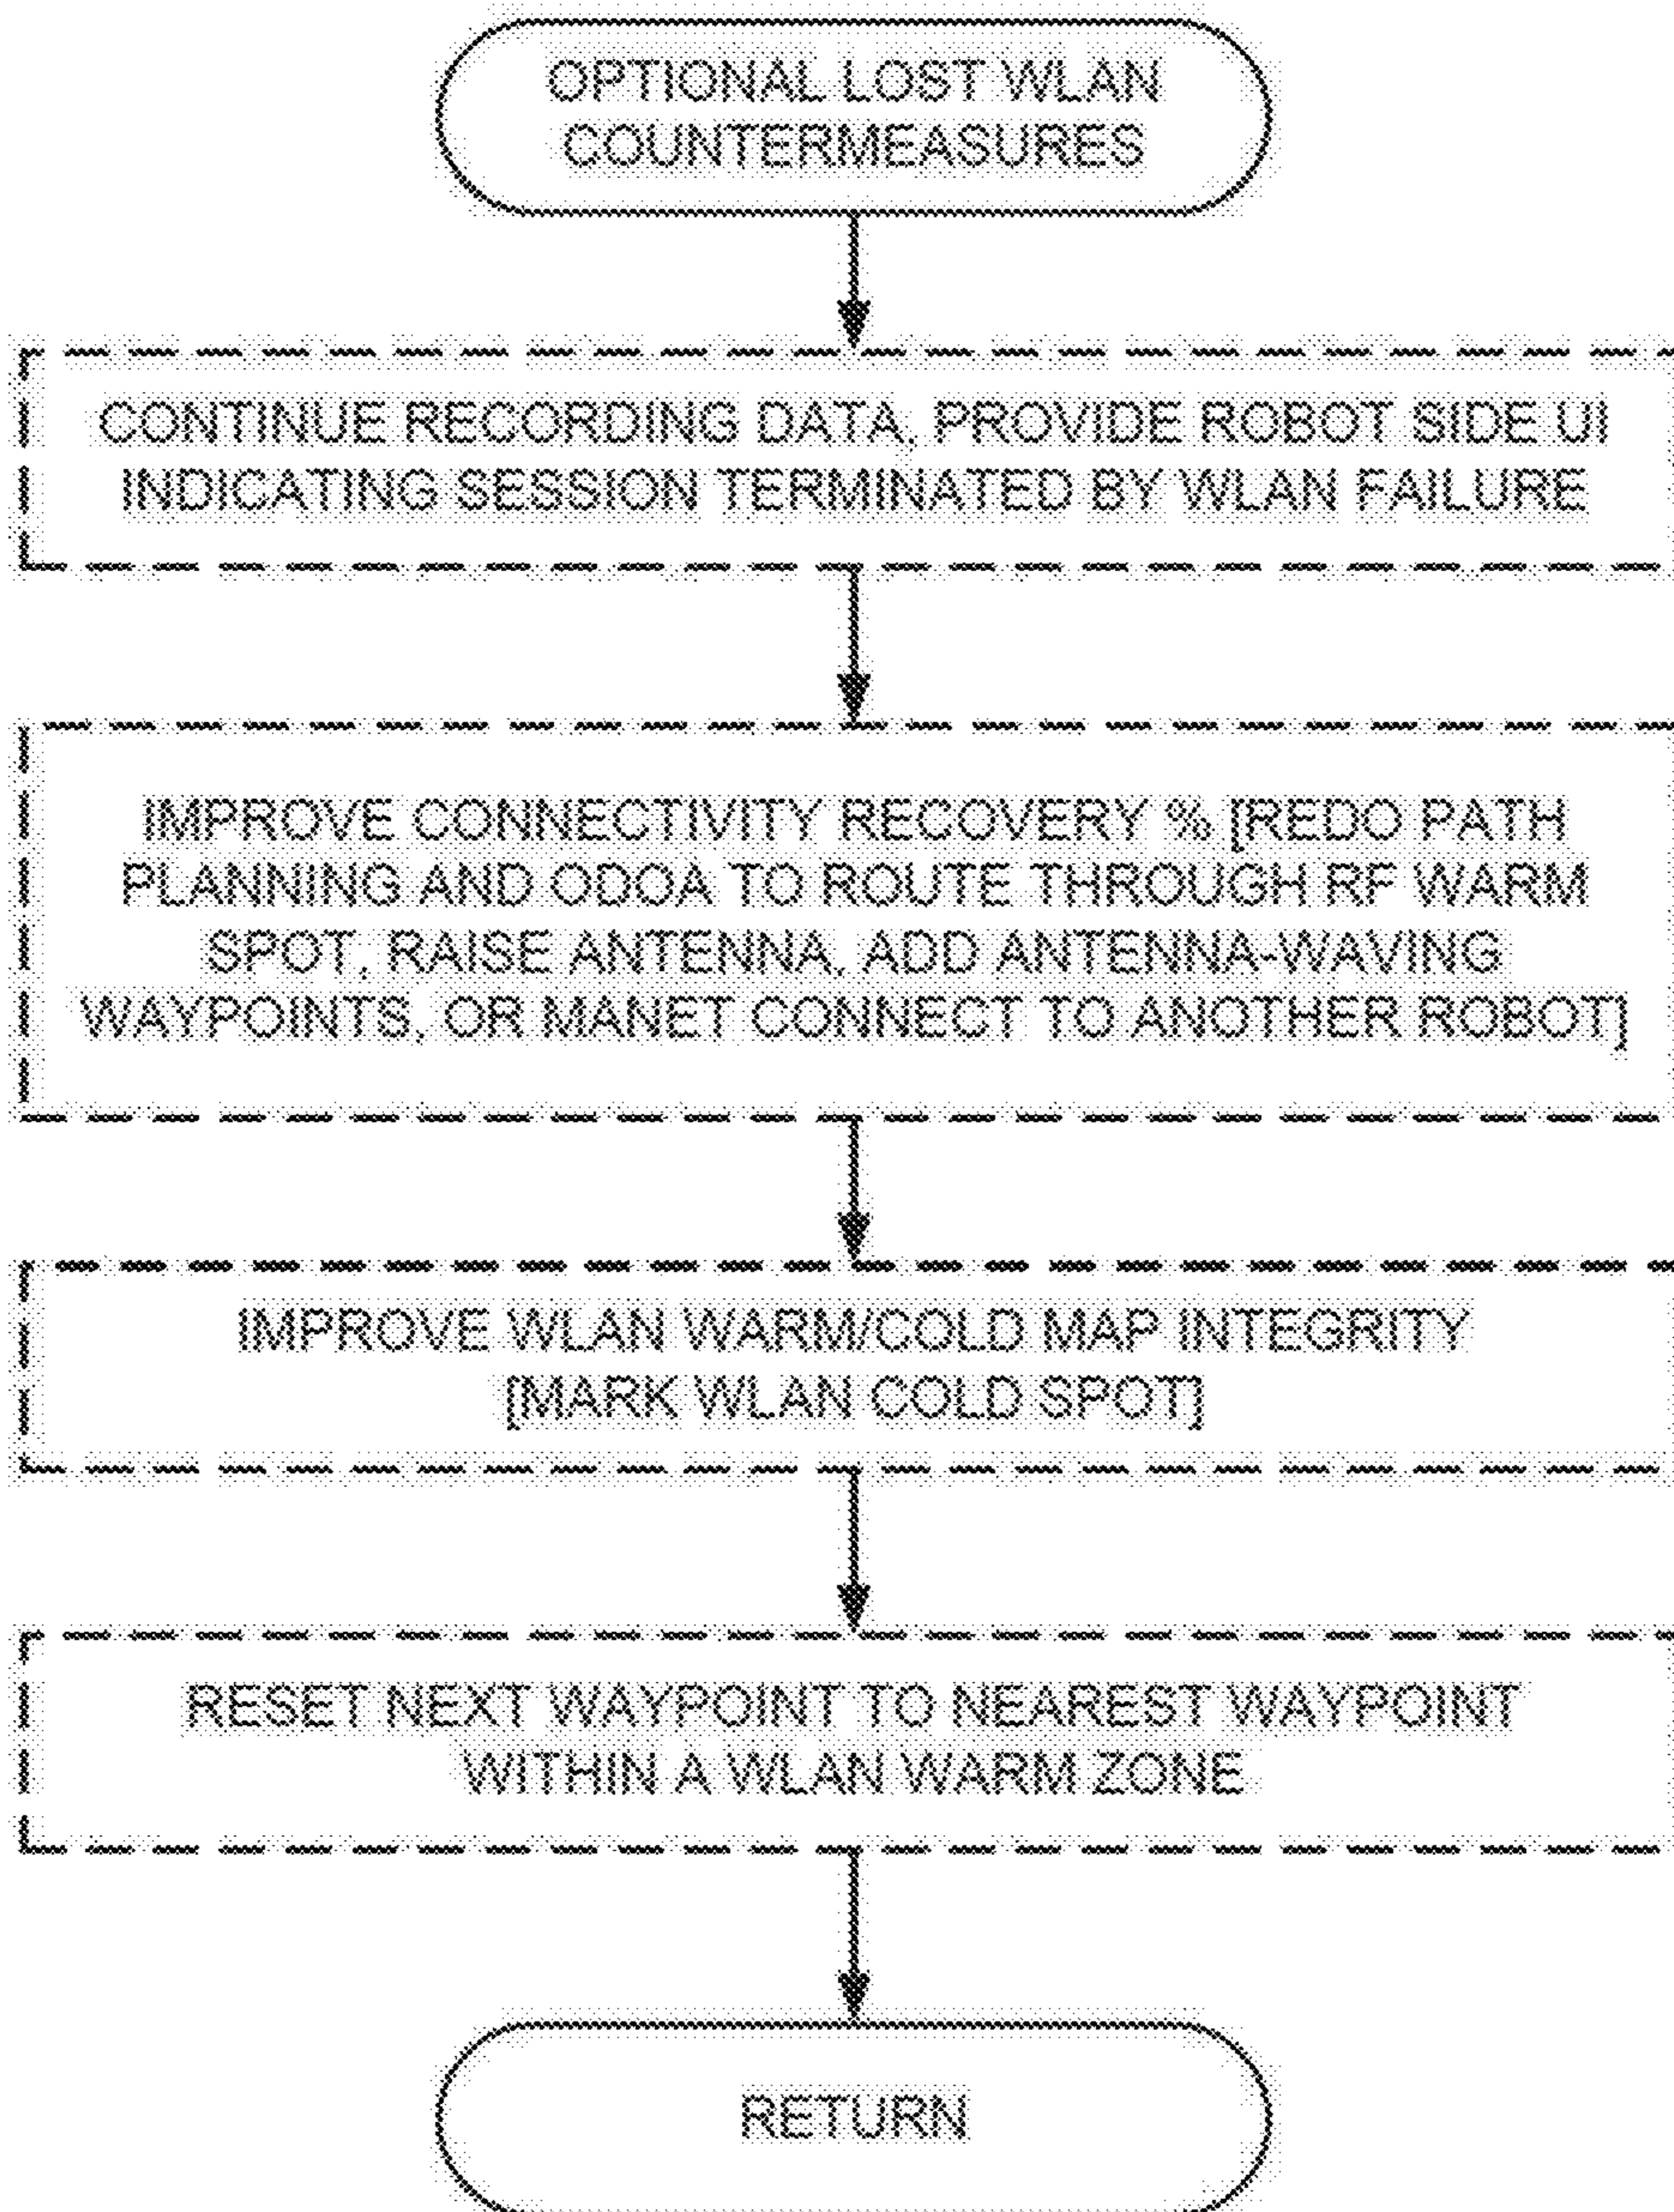 OPTIONAL LOST WLAN
COUNTERMEASURES
CONTINUE RECORDING DATA, PROVIDE ROBOT SIDE UI
INDICATING SESSION TERMINATED BY WLAN FAILURE
IMPROVE CONNECTIVITY RECOVERY % [REDO PATH
PLANNING AND ODOA TO ROUTE THROUGH RF WARM
SPOT, RAISE ANTENNA, ADD ANTENNA-WAVING
WAYPOINTS, OR MANET CONNECT TO ANOTHER ROBOT]
IMPROVE WLAN WARM/COLD MAP INTEGRITY
[MARK WLAN COLD SPOT]
RESET NEXT WAYPOINT TO NEAREST WAYPOINT
WITHIN A WLAN WARM ZONE
RETURN